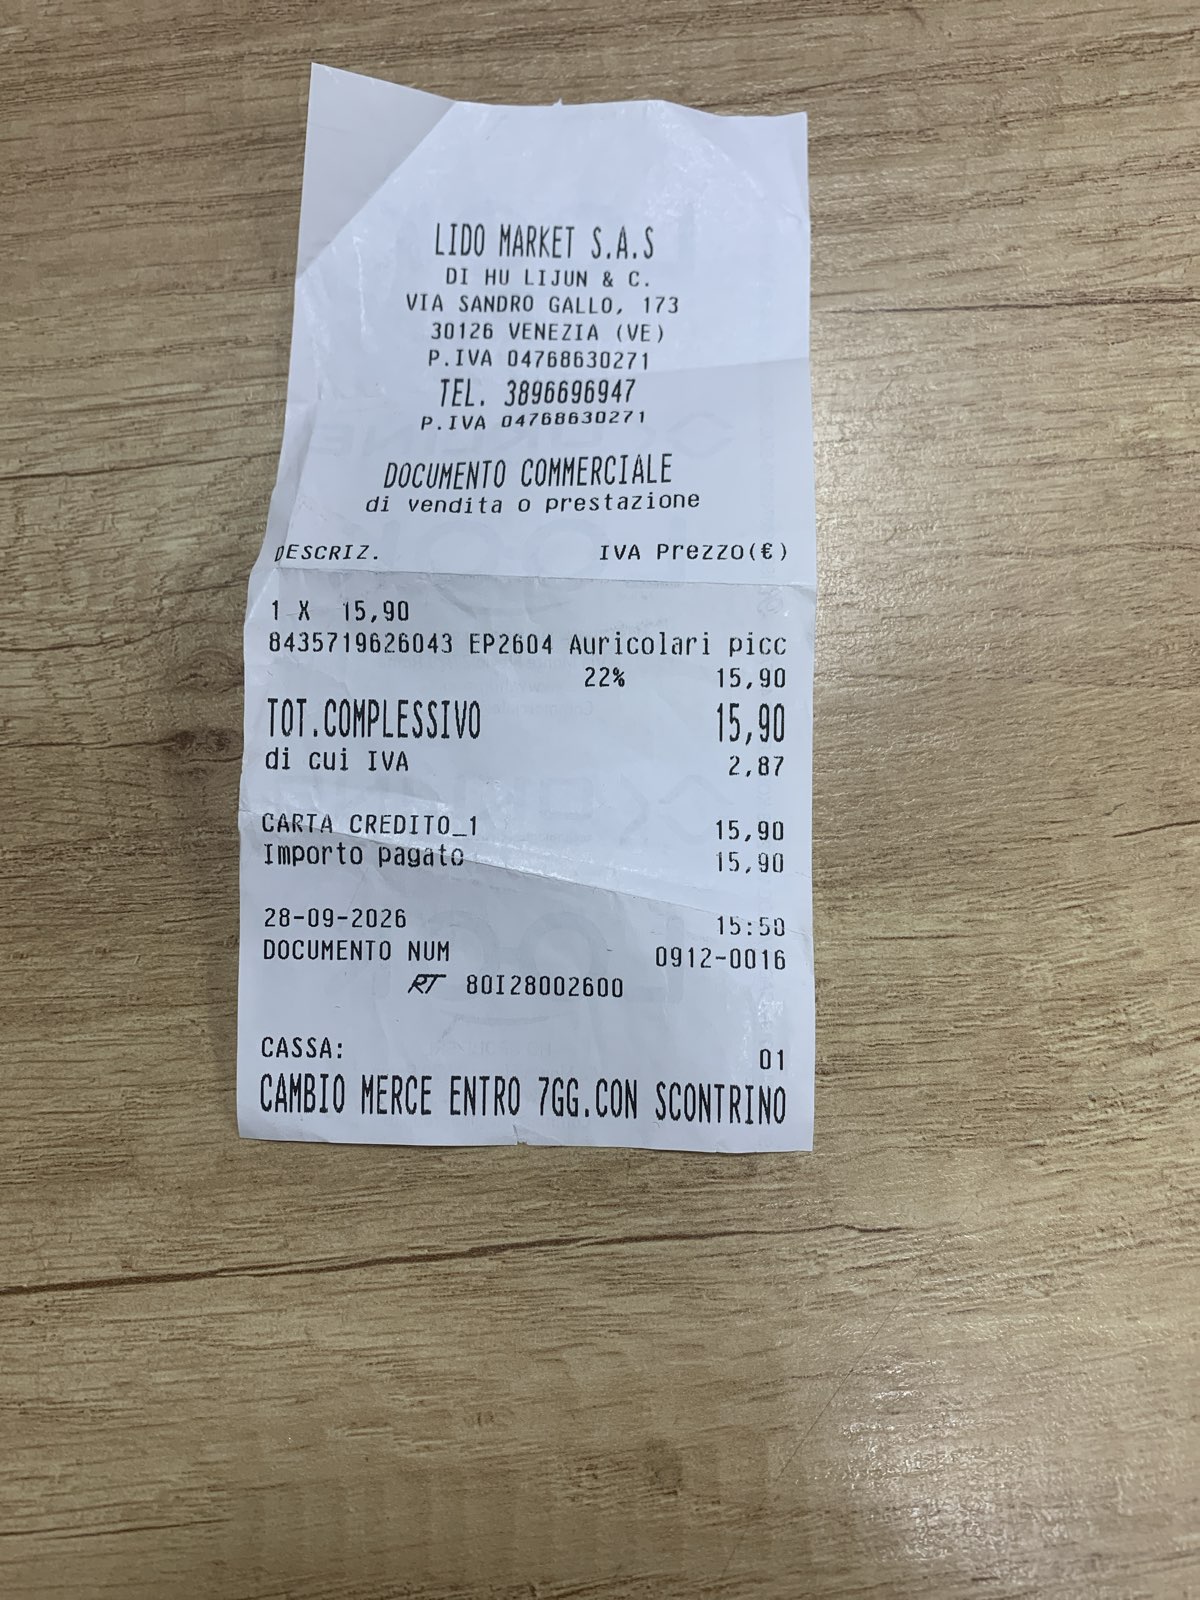 LIDO MARKET S.A.S
DI HU LIJUN & C.
VIA SANDRO GALLO, 173
30126 VENEZIA (VE)
P.IVA 04768630271
TEL. 3896696947
P.IVA 04768630271
DOCUMENTO COMMERCIALE
di vendita o prestazione
DESCRIZ. IVA Prezzo(€)
1 X 15,90
8435719626043 EP2604 Auricolari picc
22% 15,90
TOT.COMPLESSIVO 15,90
di cui IVA 2,87
CARTA CREDITO_1 15,90
Importo pagato 15,90
28-09-2026 15:50
DOCUMENTO NUM 0912-0016
RT 80I28002600
CASSA: 01
CAMBIO MERCE ENTRO 7GG.CON SCONTRINO